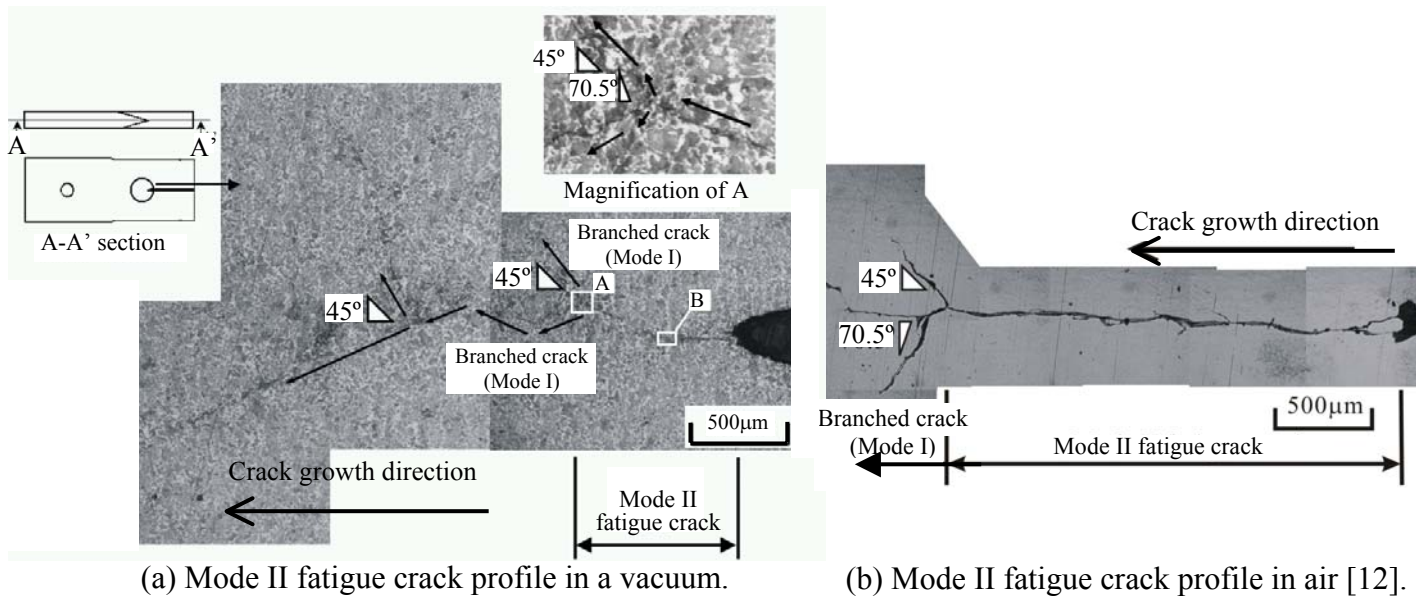 45º
70.5º
Magnification of A
A
A’
A-A’ section
Branched crack
(Mode I)
45º
A
B
45º
Branched crack
(Mode I)
500μm
Crack growth direction
Mode II
fatigue crack
(a) Mode II fatigue crack profile in a vacuum.
Crack growth direction
45º
70.5º
500μm
Branched crack
(Mode I)
Mode II fatigue crack
(b) Mode II fatigue crack profile in air [12].